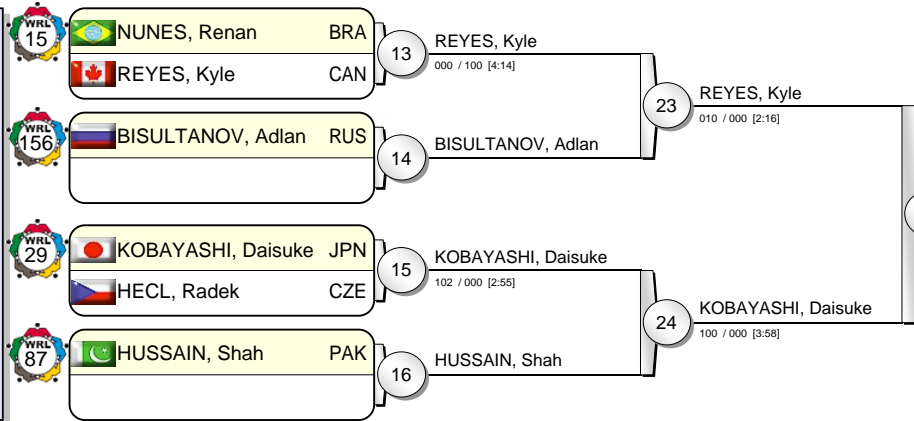 WRL
15
NUNES, Renan BRA
REYES, Kyle CAN
13
REYES, Kyle
000 / 100 [4:14]
WRL
156
BISULTANOV, Adlan RUS
14
BISULTANOV, Adlan
23
REYES, Kyle
010 / 000 [2:16]
WRL
29
KOBAYASHI, Daisuke JPN
HECL, Radek CZE
15
KOBAYASHI, Daisuke
102 / 000 [2:55]
WRL
87
HUSSAIN, Shah PAK
16
HUSSAIN, Shah
24
KOBAYASHI, Daisuke
100 / 000 [3:58]